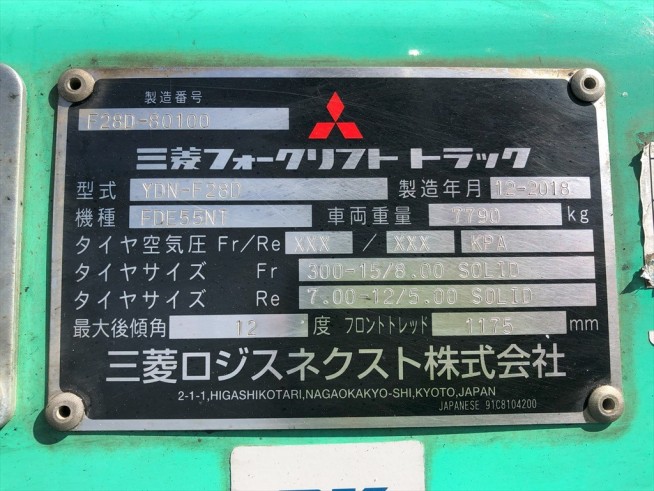 製造番号
F28D-60100
三菱フォークリフト トラック
型式 YDN-F28D 製造年月 12-2018
機種 FDE55NT 車両重量 7790 kg
タイヤ空気圧 Fr/Re XXX / XXX KPA
タイヤサイズ Fr 300-15/8.00 SOLID
タイヤサイズ Re 7.00-12/5.00 SOLID
最大後傾角 12 度 フロントトレッド 1175 mm
三菱ロジスネクスト株式会社
2-1-1,HIGASHIKOTARI,NAGAOKAKYO-SHI,KYOTO,JAPAN
JAPANESE 91C8104200